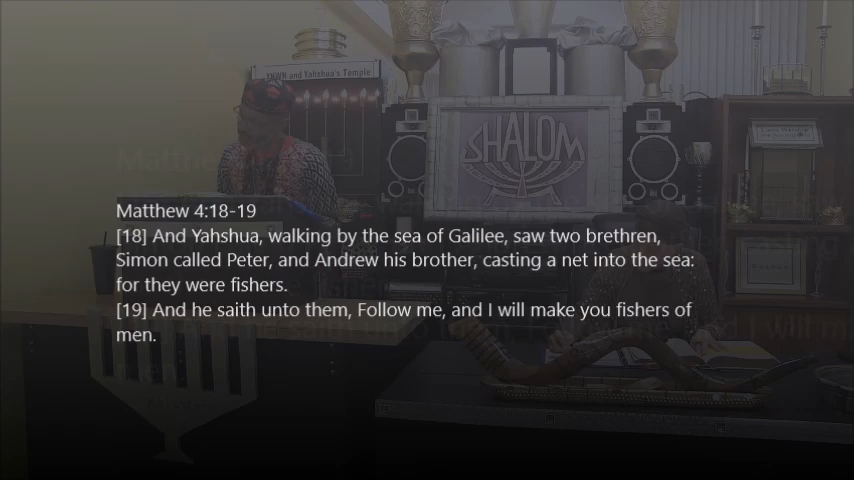 YHWH and Yahshua's Temple
SHALOM
Matthew 4:18-19
[18] And Yahshua, walking by the sea of Galilee, saw two brethren,
Simon called Peter, and Andrew his brother, casting a net into the sea:
for they were fishers.
[19] And he saith unto them, Follow me, and I will make you fishers of
men.